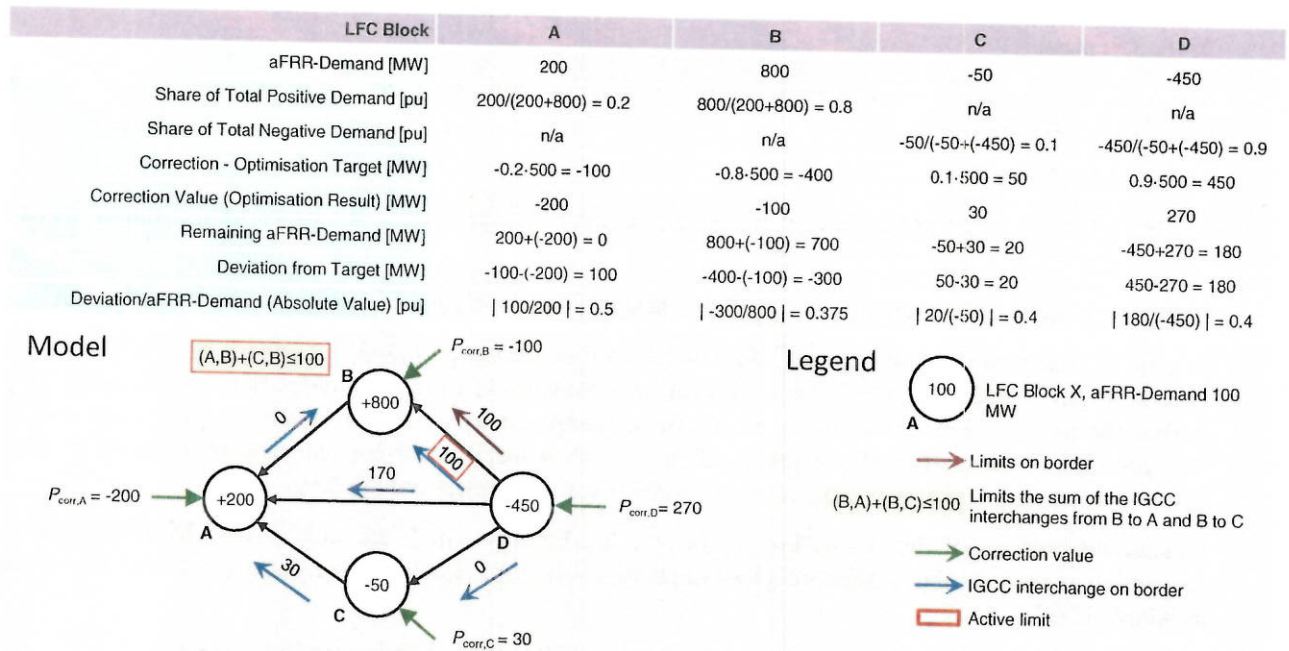 LFC Block A B C D
aFRR-Demand [MW] 200 800 -50 -450
Share of Total Positive Demand [pu] 200/(200+800) = 0.2 800/(200+800) = 0.8 n/a n/a
Share of Total Negative Demand [pu] n/a n/a -50/(-50+(-450) = 0.1 -450/(-50+(-450) = 0.9
Correction - Optimisation Target [MW] -0.2·500 = -100 -0.8·500 = -400 0.1·500 = 50 0.9·500 = 450
Correction Value (Optimisation Result) [MW] -200 -100 30 270
Remaining aFRR-Demand [MW] 200+(-200) = 0 800+(-100) = 700 -50+30 = 20 -450+270 = 180
Deviation from Target [MW] -100-(-200) = 100 -400-(-100) = -300 50-30 = 20 450-270 = 180
Deviation/aFRR-Demand (Absolute Value) [pu] | 100/200 | = 0.5 | -300/800 | = 0.375 | 20/(-50) | = 0.4 | 180/(-450) | = 0.4
Model
(A,B)+(C,B)≤100
Pcorr,B = -100
B
+800
0
100
100
170
Pcorr,A = -200
+200
A
-450
D
Pcorr,D = 270
30
-50
C
0
Pcorr,C = 30
Legend
100
A
LFC Block X, aFRR-Demand 100
MW
Limits on border
(B,A)+(B,C)≤100 Limits the sum of the IGCC
interchanges from B to A and B to C
Correction value
IGCC interchange on border
Active limit